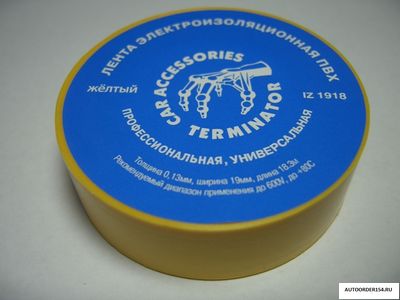 ЛЕНТА ЭЛЕКТРОИЗОЛЯЦИОННАЯ ПВХ
ЖЁЛТЫЙ
IZ 1918
CAR ACCESSORIES
TERMINATOR
ПРОФЕССИОНАЛЬНАЯ, УНИВЕРСАЛЬНАЯ
Толщина 0,13мм, ширина 19мм, длина 18.3м
Рекомендуемый диапазон применения до 600V, до +80С
AUTOORDER154.RU